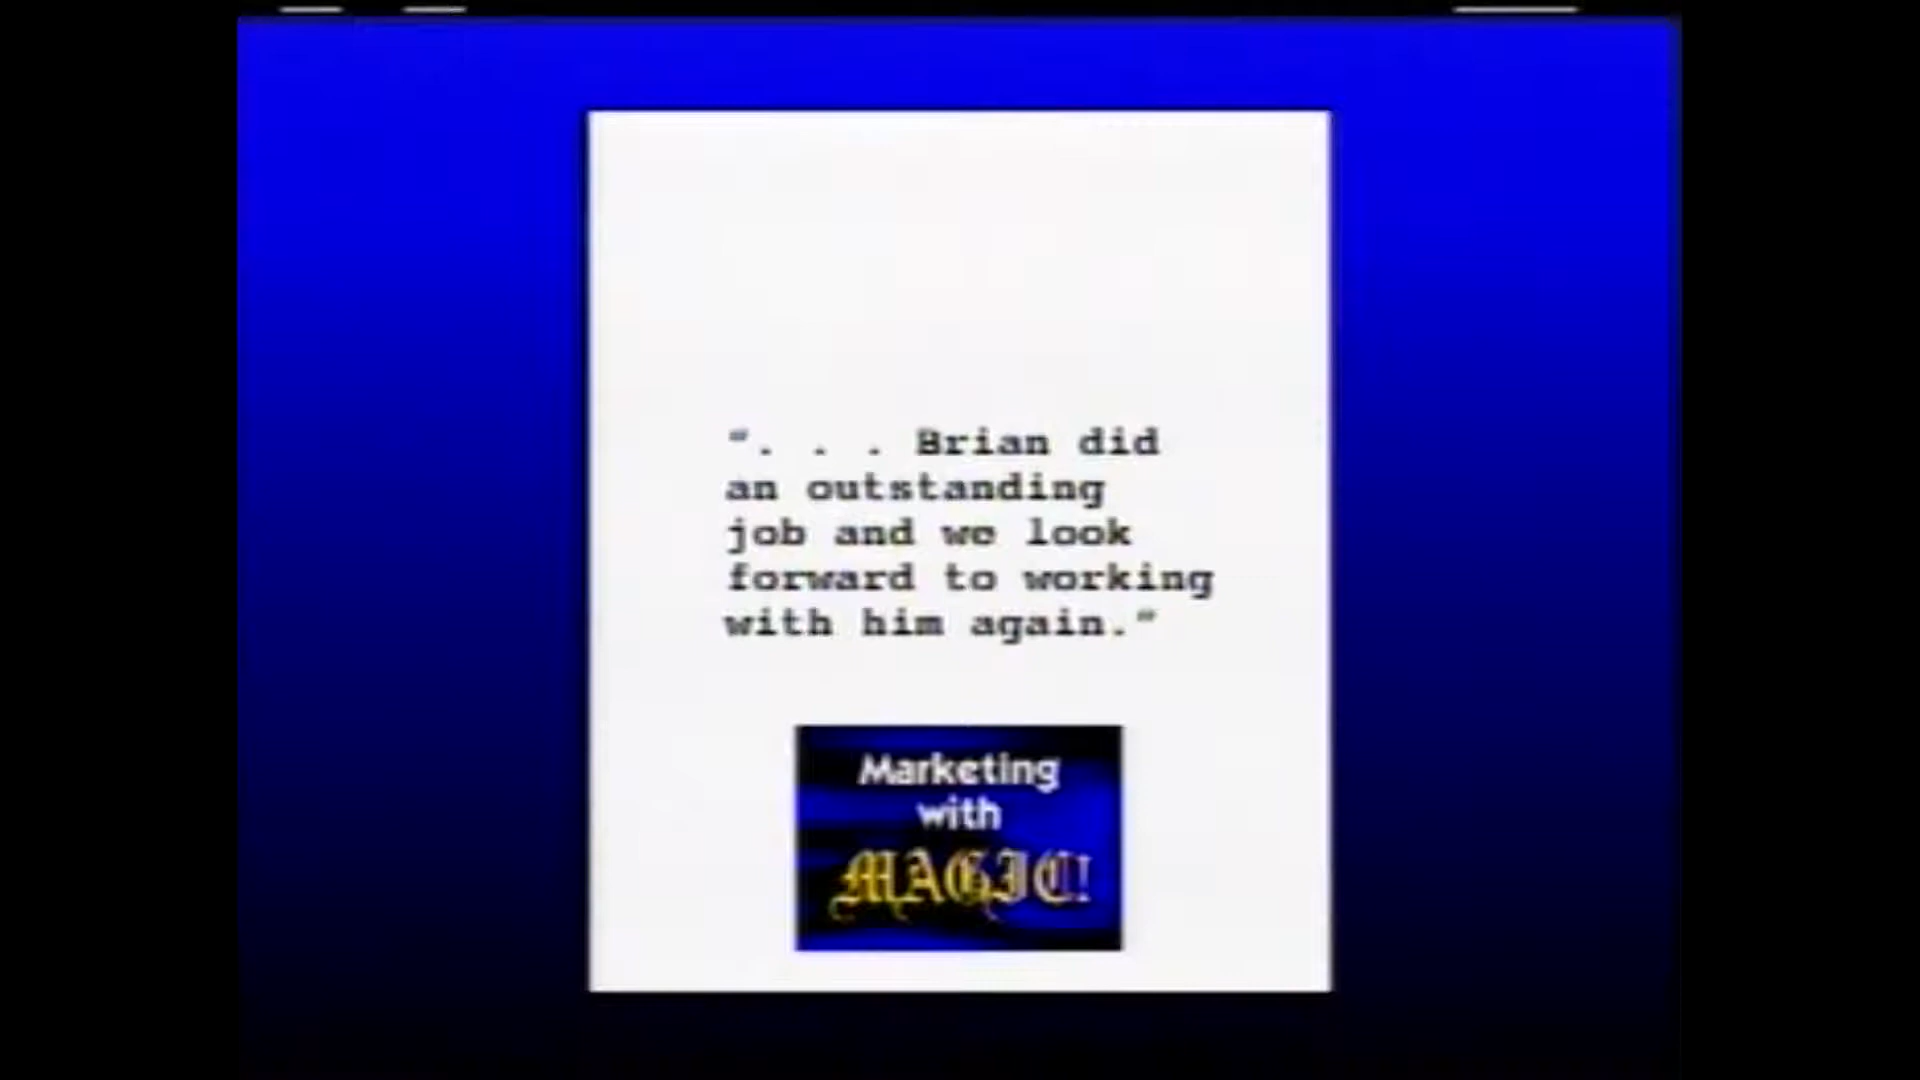 “. . . Brian did
an outstanding
job and we look
forward to working
with him again.”
Marketing
with
MAGIC!